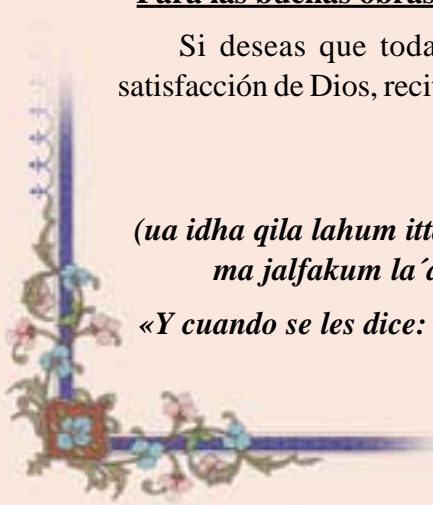 Para las buenas obras
Si deseas que toda
satisfacción de Dios, reci
(ua idha qila lahum itt
ma jalfakum la´
«Y cuando se les dice: